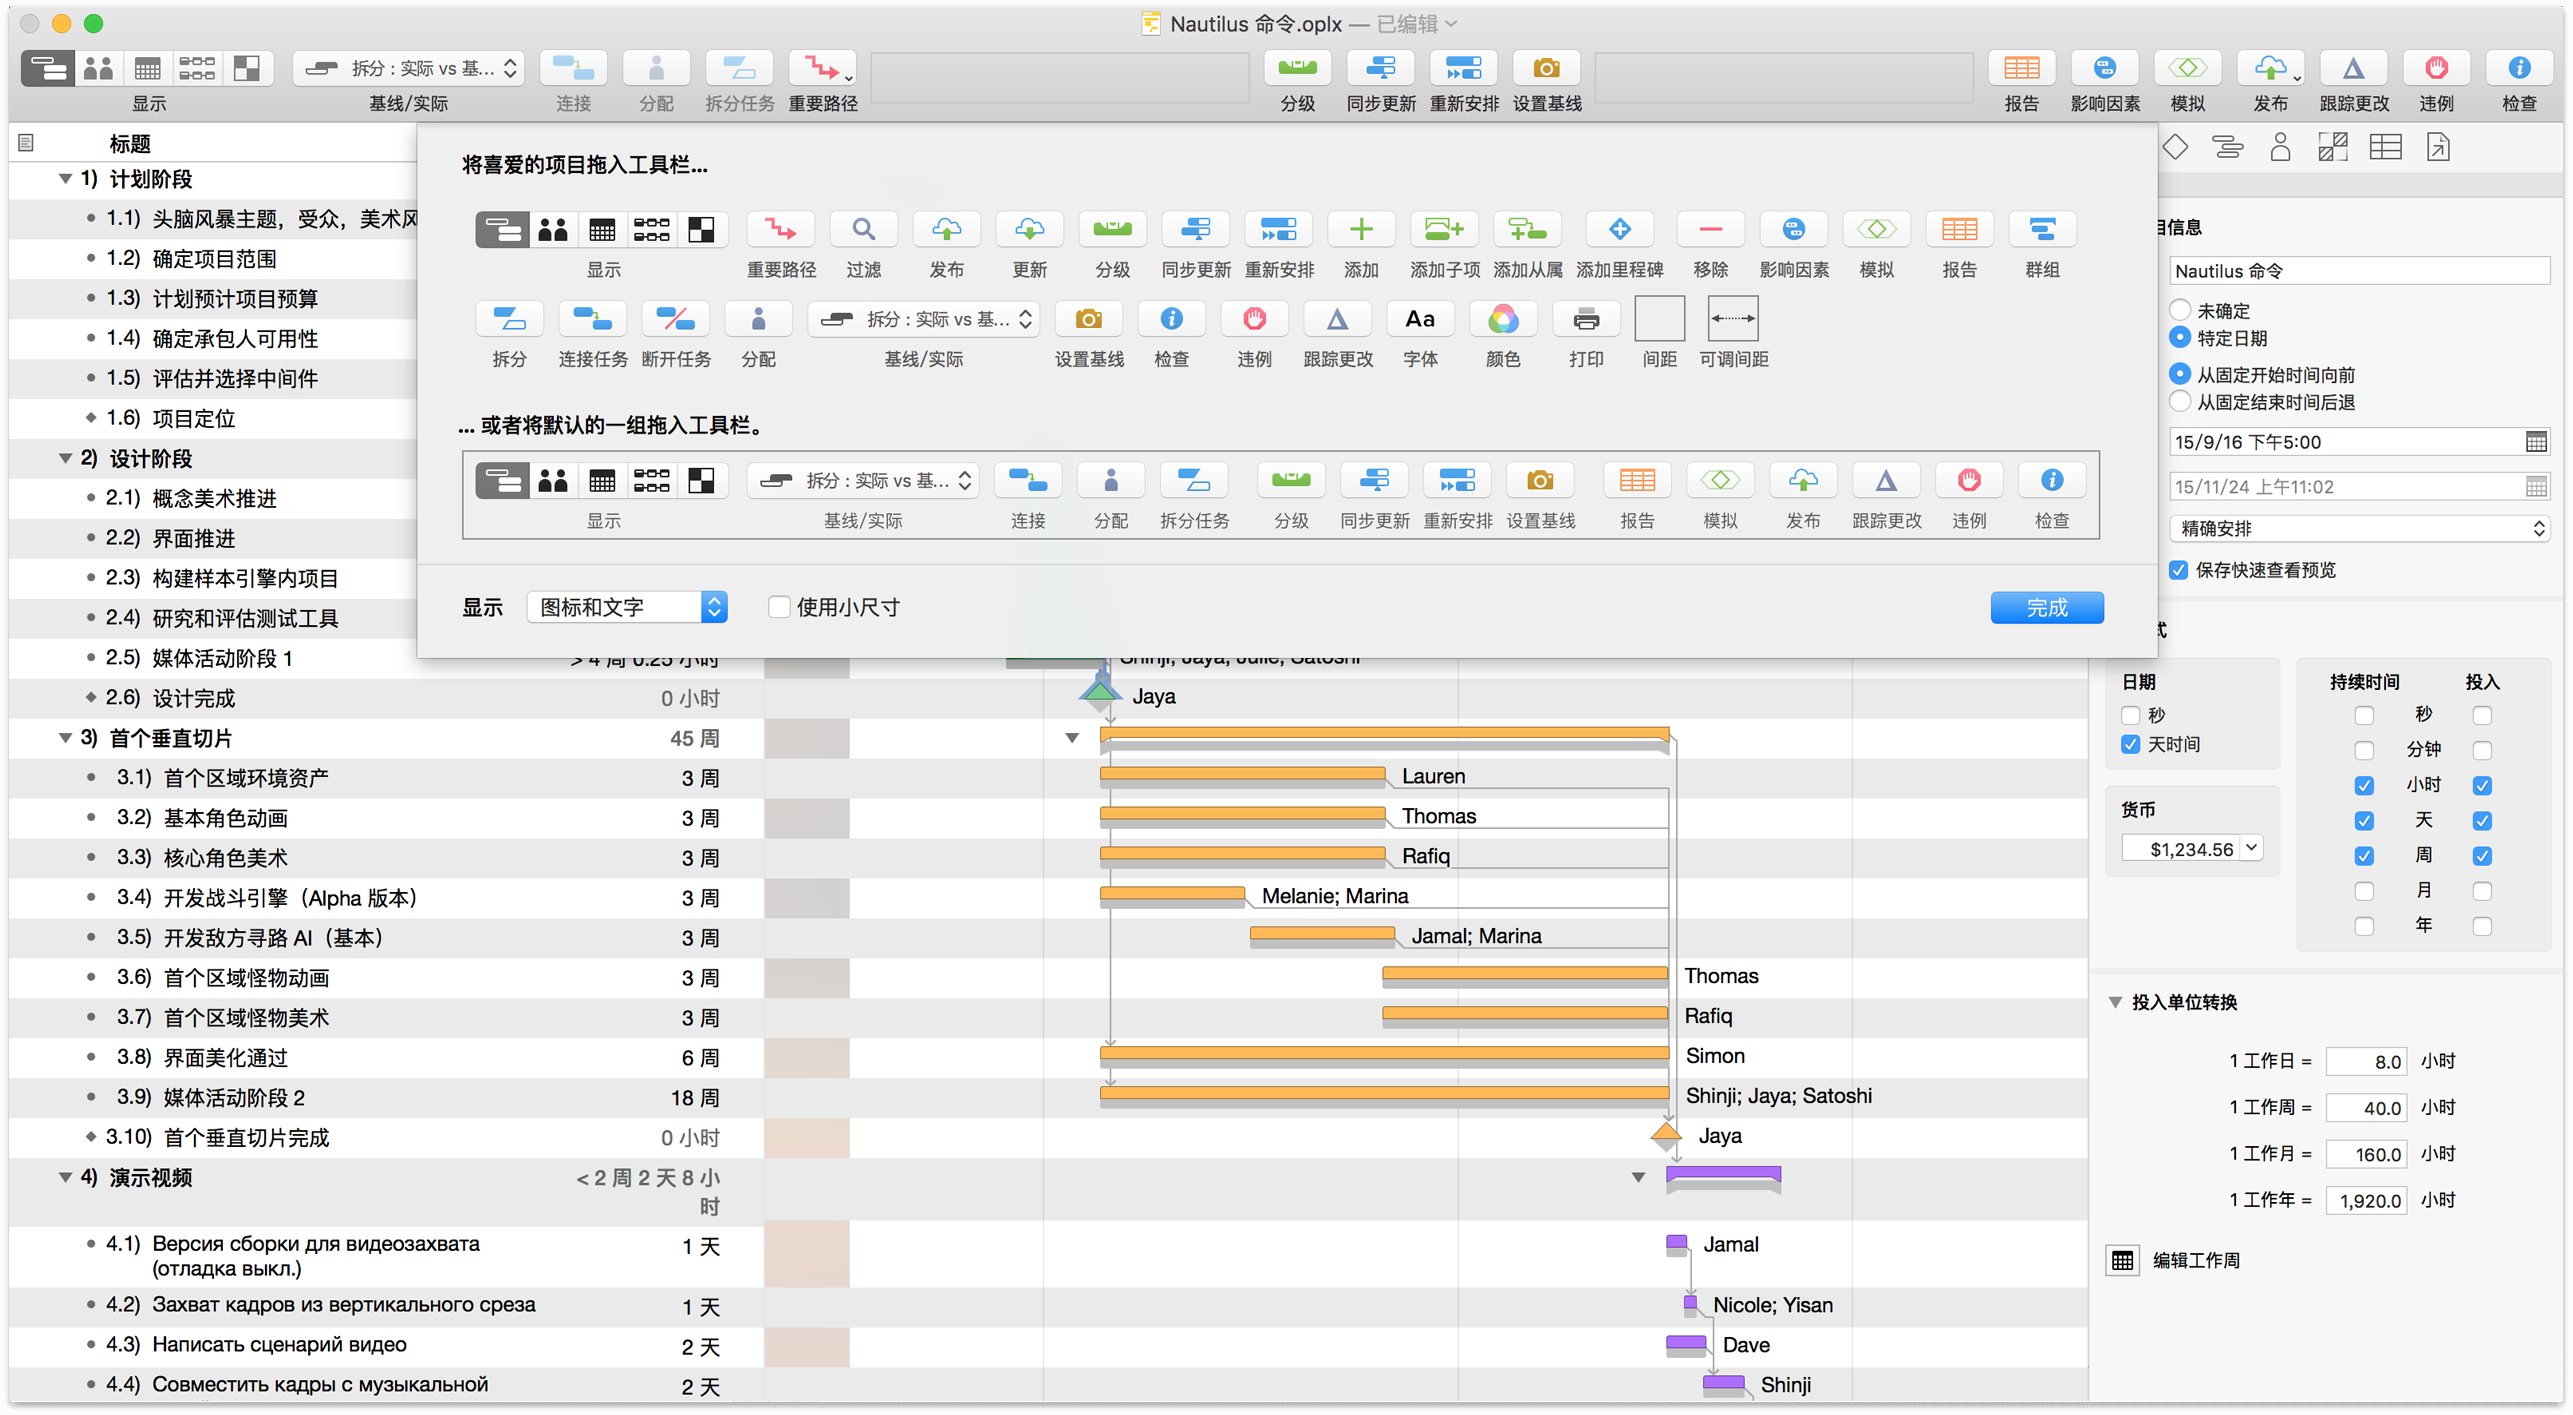 Nautilus 命令.oplx — 已编辑
拆分 : 实际 vs 基...
显示 基线/实际 连接 分配 拆分任务 重要路径 分级 同步更新 重新安排 设置基线 报告 影响因素 模拟 发布 跟踪更改 违例 检查
标题
将喜爱的项目拖入工具栏...
显示 重要路径 过滤 发布 更新 分级 同步更新 重新安排 添加 添加子项 添加从属 添加里程碑 移除 影响因素 模拟 报告 群组
拆分 : 实际 vs 基... Aa
拆分 连接任务 断开任务 分配 基线/实际 设置基线 检查 违例 跟踪更改 字体 颜色 打印 间距 可调间距
... 或者将默认的一组拖入工具栏。
拆分 : 实际 vs 基...
显示 基线/实际 连接 分配 拆分任务 分级 同步更新 重新安排 设置基线 报告 模拟 发布 跟踪更改 违例 检查
显示 图标和文字 使用小尺寸 完成
1) 计划阶段
1.1) 头脑风暴主题，受众，美术风
1.2) 确定项目范围
1.3) 计划预计项目预算
1.4) 确定承包人可用性
1.5) 评估并选择中间件
1.6) 项目定位
2) 设计阶段
2.1) 概念美术推进
2.2) 界面推进
2.3) 构建样本引擎内项目
2.4) 研究和评估测试工具
2.5) 媒体活动阶段 1 > 4 周 0.25 小时 Shinji; Jaya; Julie; Satoshi
2.6) 设计完成 0 小时 Jaya
3) 首个垂直切片 45 周
3.1) 首个区域环境资产 3 周 Lauren
3.2) 基本角色动画 3 周 Thomas
3.3) 核心角色美术 3 周 Rafiq
3.4) 开发战斗引擎（Alpha 版本） 3 周 Melanie; Marina
3.5) 开发敌方寻路 AI（基本） 3 周 Jamal; Marina
3.6) 首个区域怪物动画 3 周 Thomas
3.7) 首个区域怪物美术 3 周 Rafiq
3.8) 界面美化通过 6 周 Simon
3.9) 媒体活动阶段 2 18 周 Shinji; Jaya; Satoshi
3.10) 首个垂直切片完成 0 小时 Jaya
4) 演示视频 < 2 周 2 天 8 小
时
4.1) Версия сборки для видеозахвата 1 天 Jamal
(отладка выкл.)
4.2) Захват кадров из вертикального среза 1 天 Nicole; Yisan
4.3) Написать сценарий видео 2 天 Dave
4.4) Совместить кадры с музыкальной 2 天 Shinji
目信息
Nautilus 命令
未确定
特定日期
从固定开始时间向前
从固定结束时间后退
15/9/16 下午5:00
15/11/24 上午11:02
精确安排
保存快速查看预览
式
日期
秒
天时间
货币
$1,234.56
持续时间 投入
秒
分钟
小时
天
周
月
年
投入单位转换
1 工作日 = 8.0 小时
1 工作周 = 40.0 小时
1 工作月 = 160.0 小时
1 工作年 = 1,920.0 小时
编辑工作周